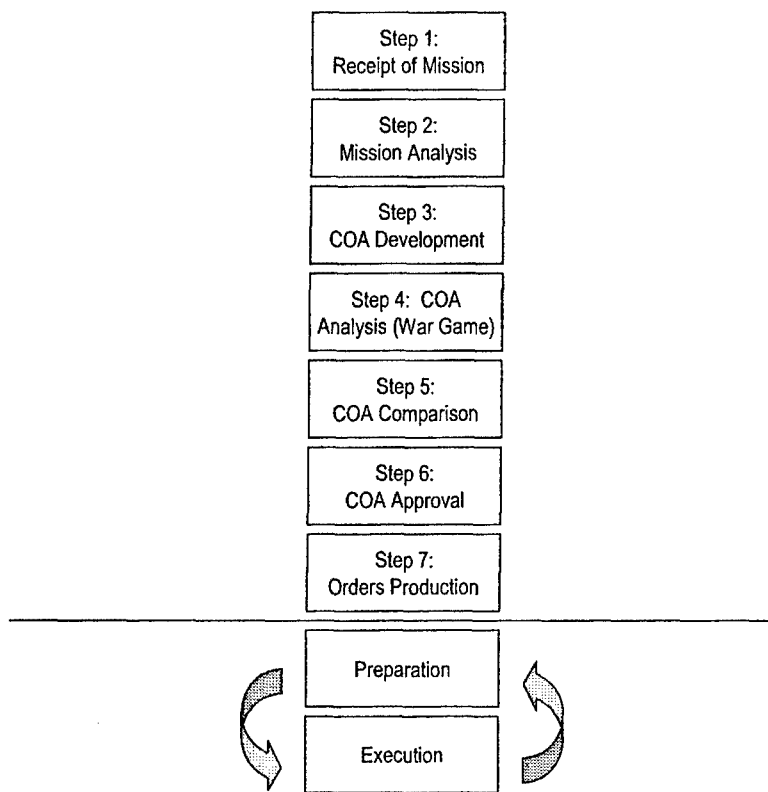 Step 1:
Receipt of Mission
Step 2:
Mission Analysis
Step 3:
COA Development
Step 4: COA
Analysis (War Game)
Step 5:
COA Comparison
Step 6:
COA Approval
Step 7:
Orders Production
Preparation
Execution